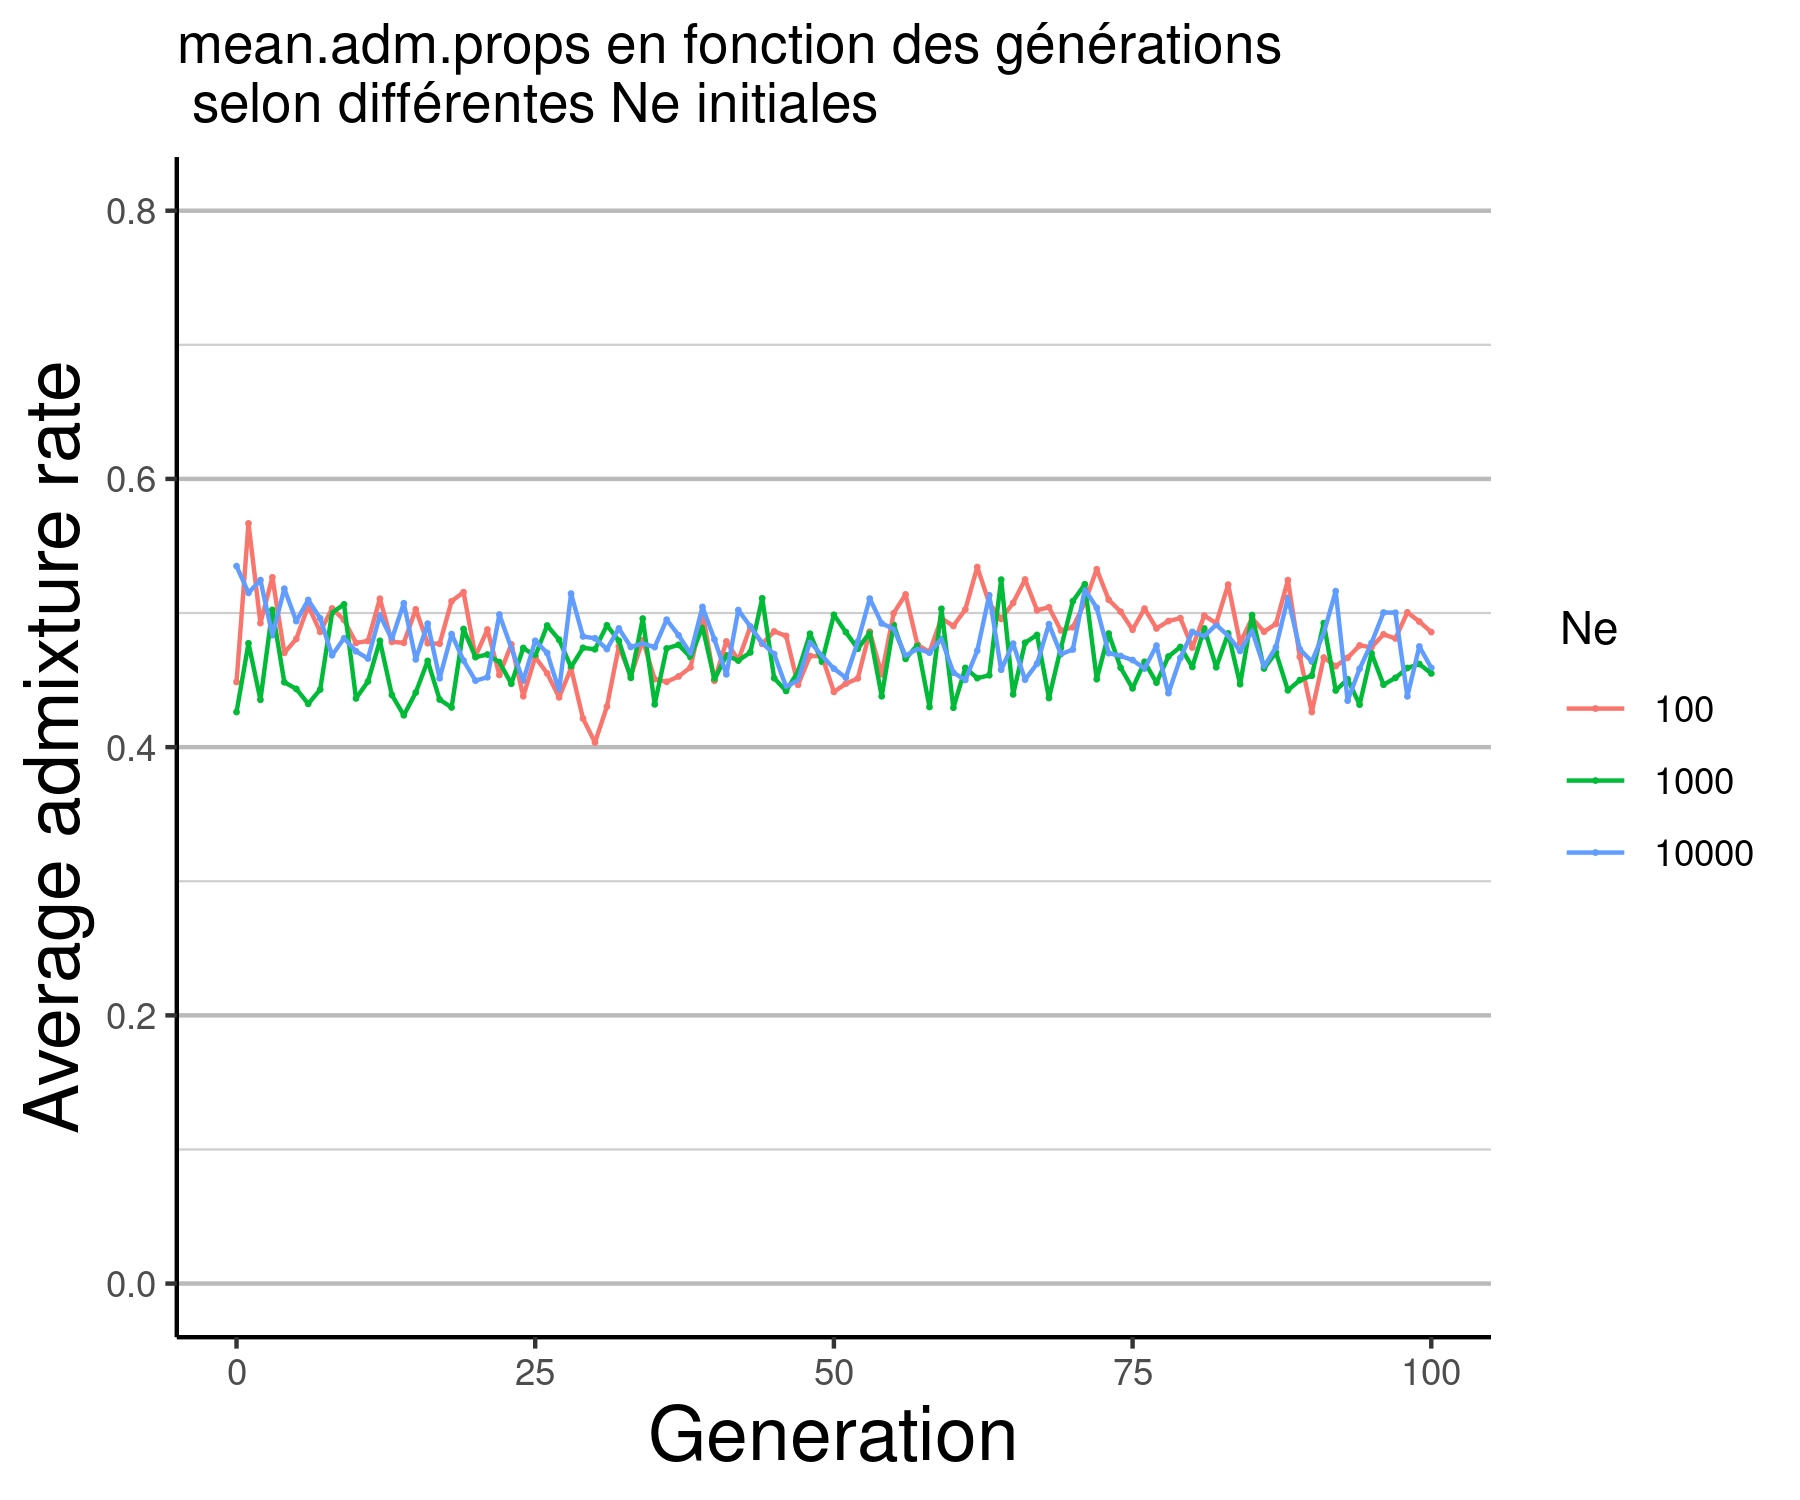 mean.adm.props en fonction des générations
selon différentes Ne initiales
Average admixture rate
0.8
0.6
0.4
0.2
0.0
0 25 50 75 100
Generation
Ne
100
1000
10000